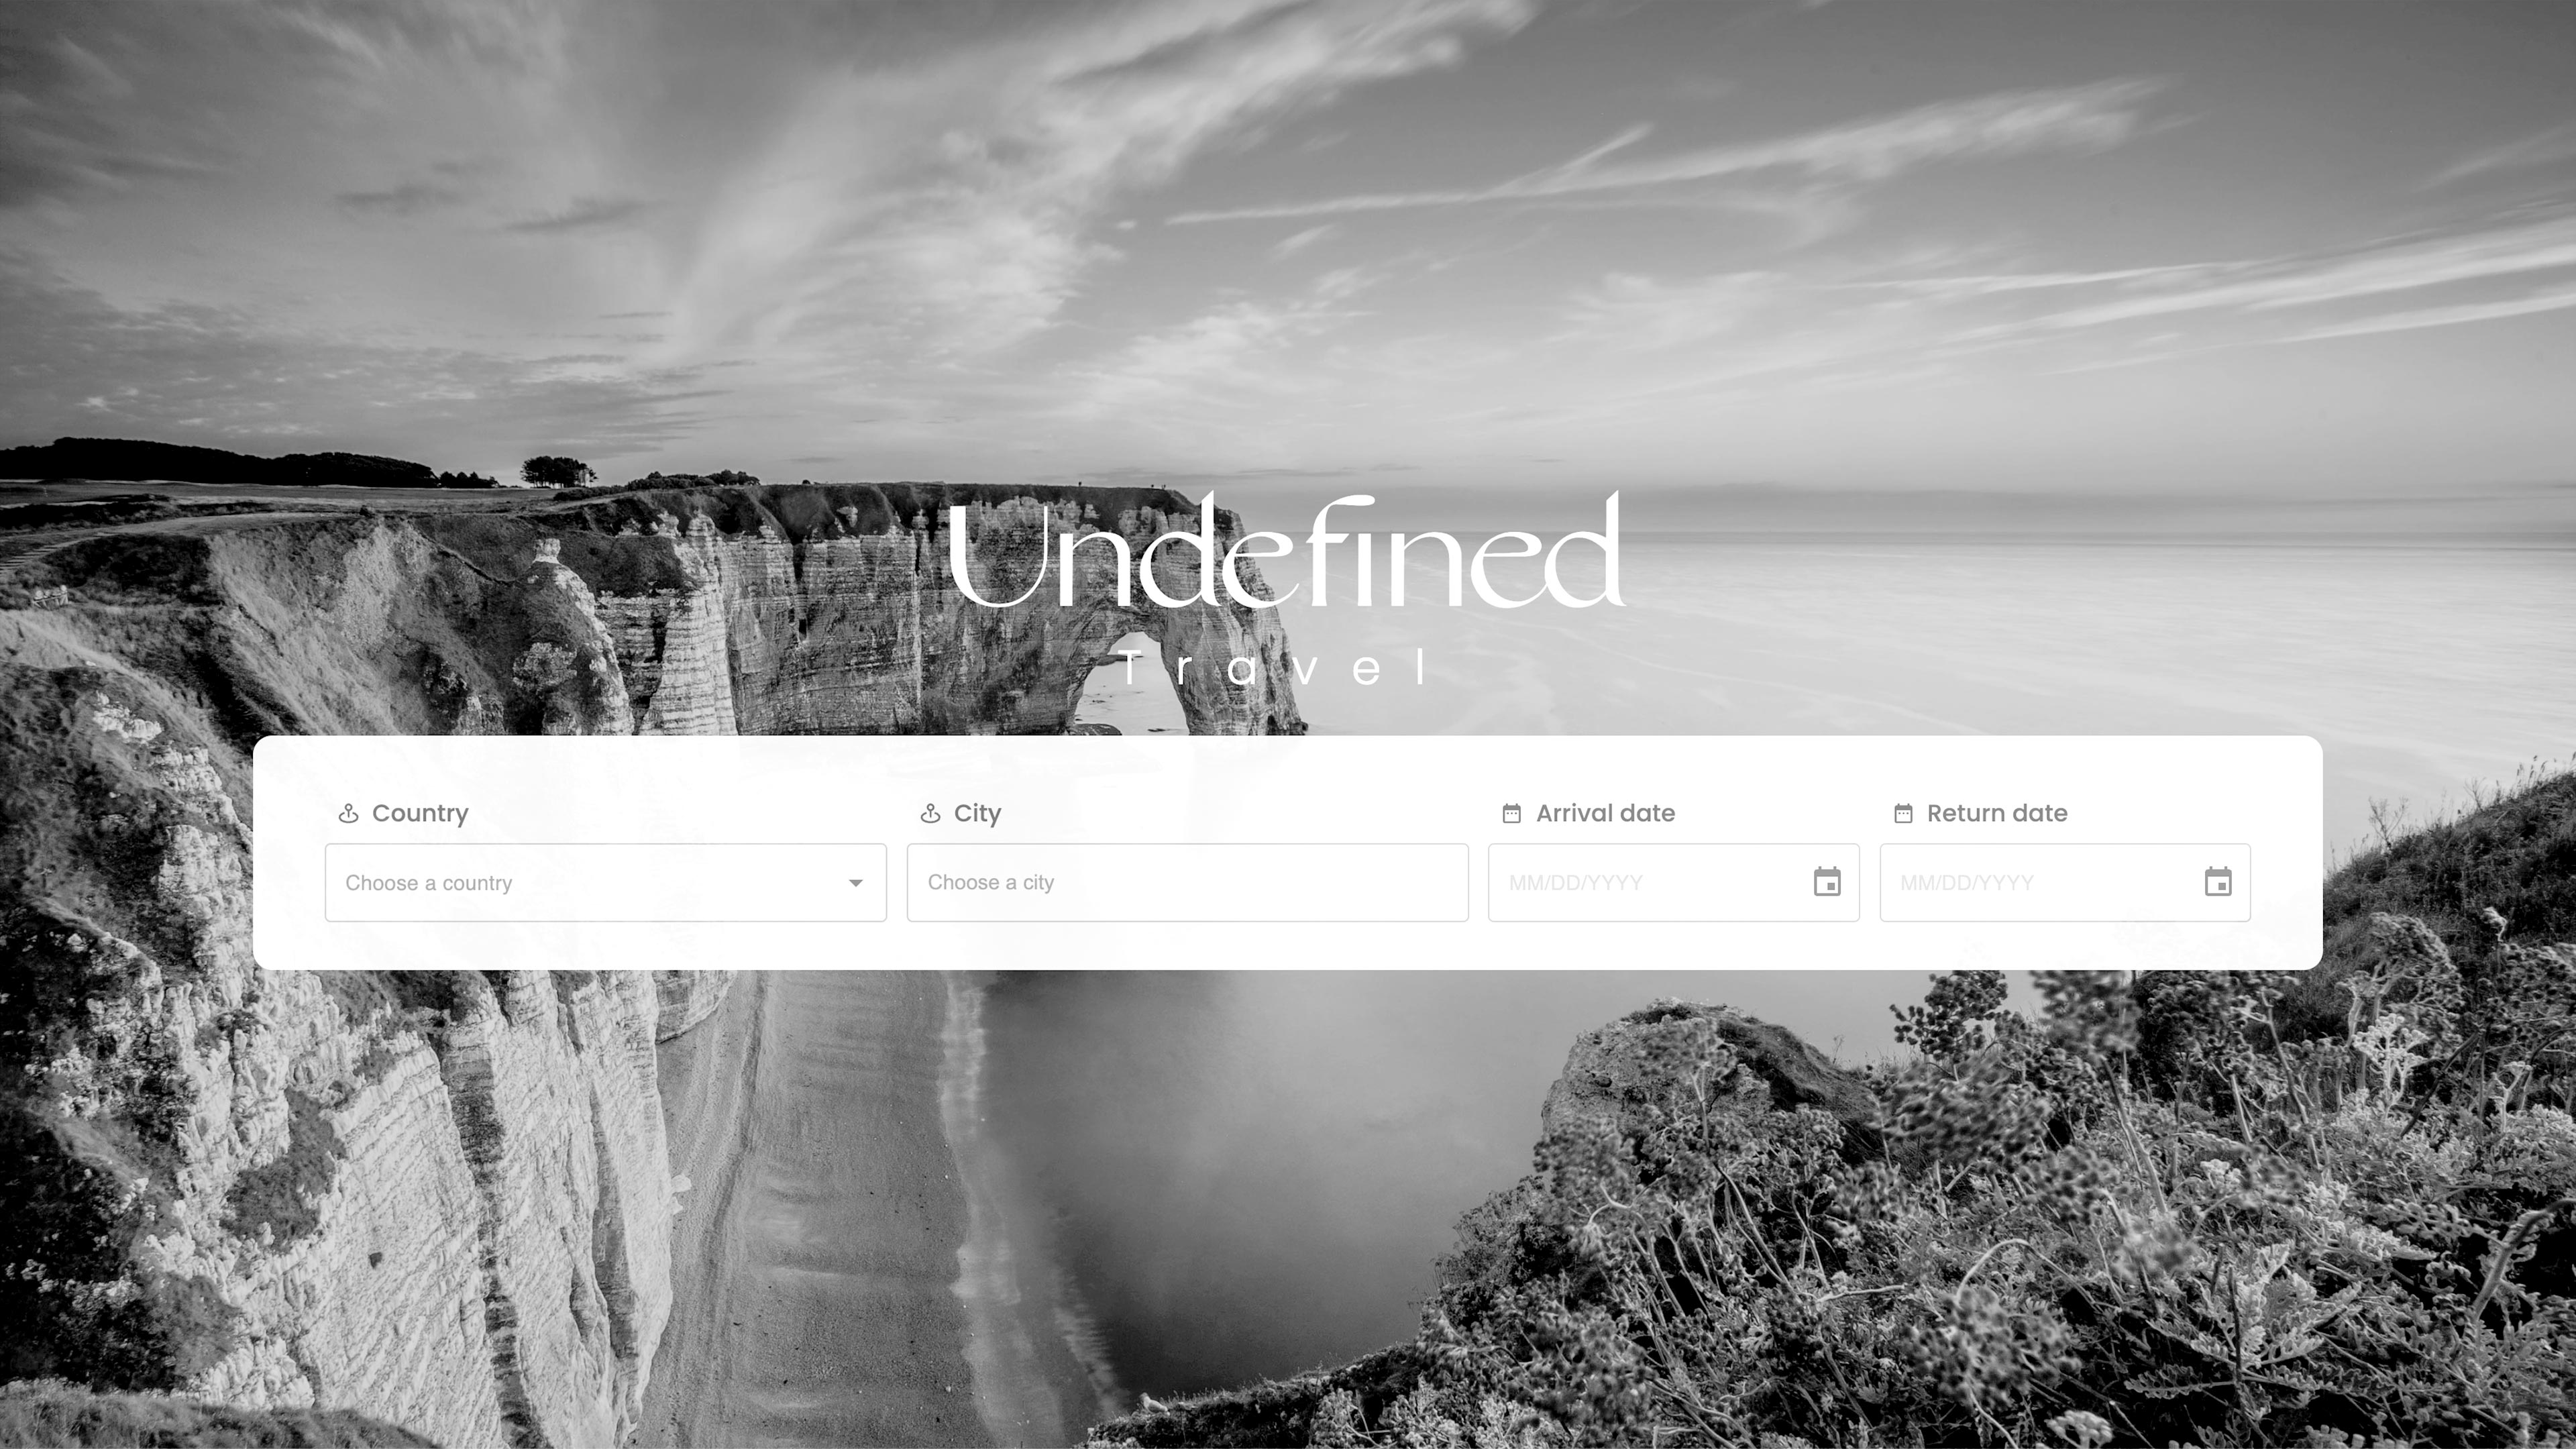 Undefined
Travel
Country
City
Arrival date
Return date
Choose a country
Choose a city
MM/DD/YYYY
MM/DD/YYYY